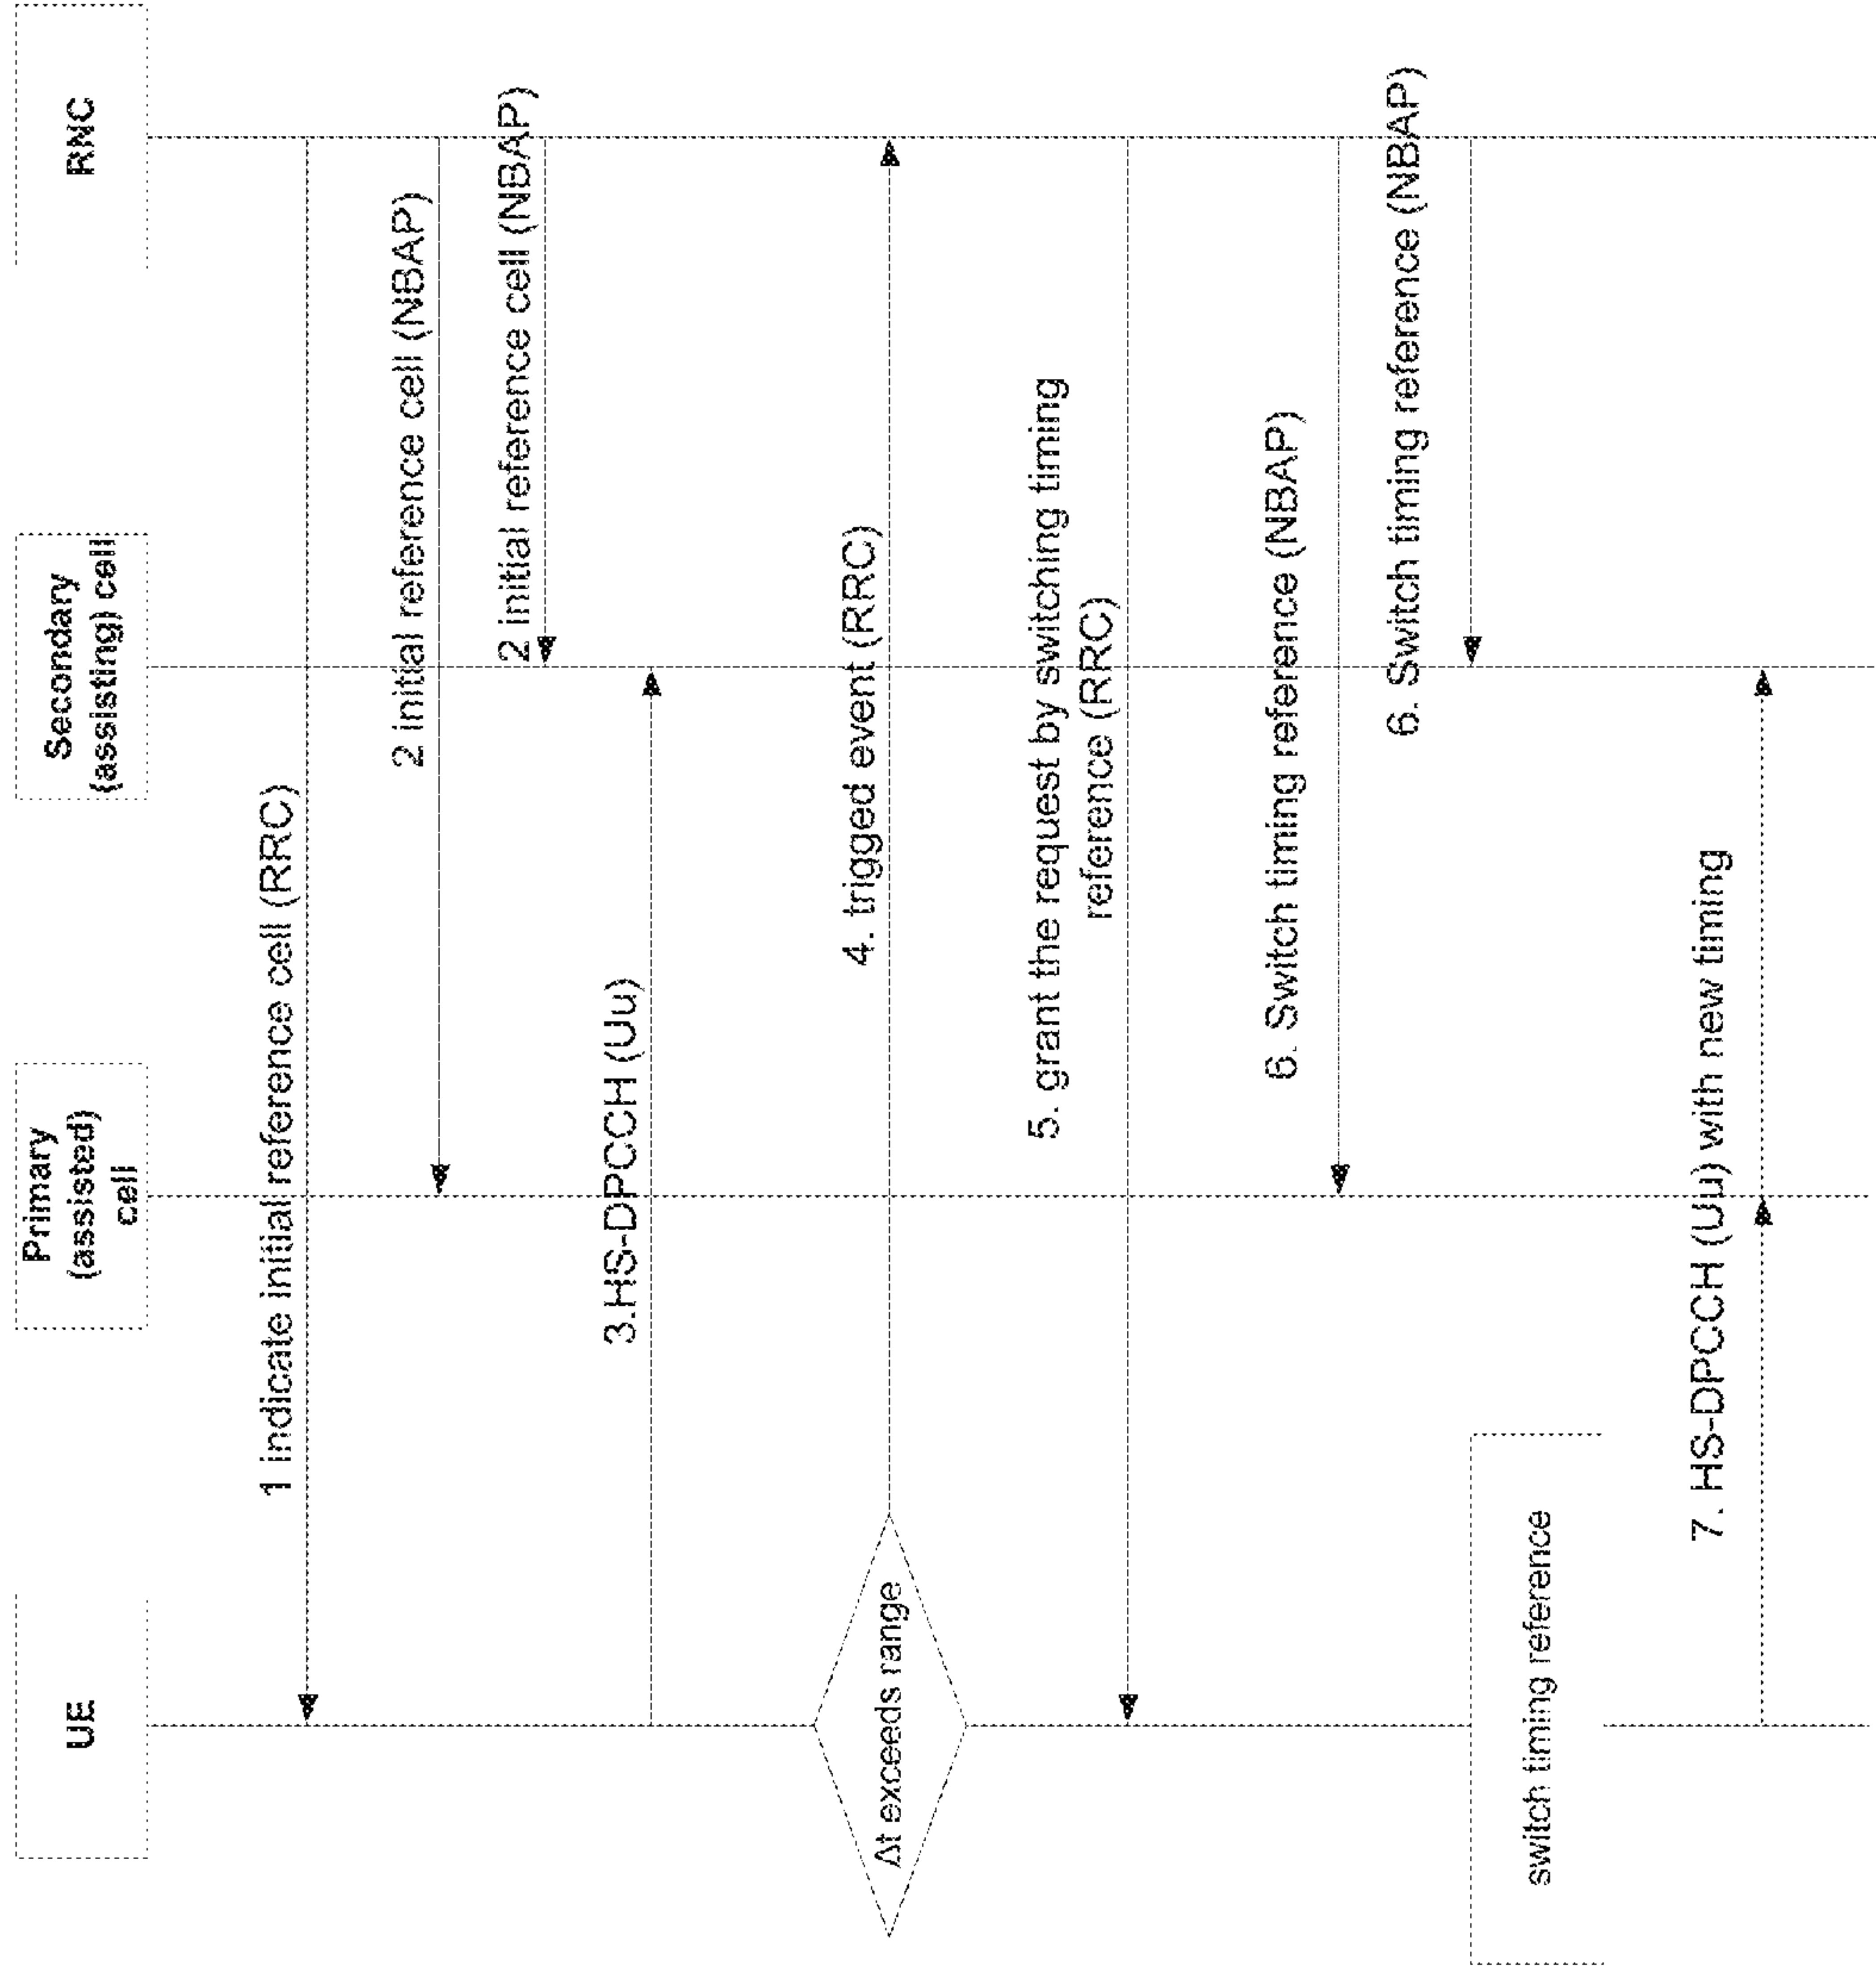 UE
Primary
(assisted)
cell
Secondary
(assisting) cell
RNC
1 indicate initial reference cell (RRC)
2 initial reference cell (NBAP)
2 initial reference cell (NBAP)
3.HS-DPCCH (Uu)
Δt exceeds range
4. trigged event (RRC)
5. grant the request by switching timing
reference (RRC)
6. Switch timing reference (NBAP)
6. Switch timing reference (NBAP)
switch timing reference
7. HS-DPCCH (Uu) with new timing